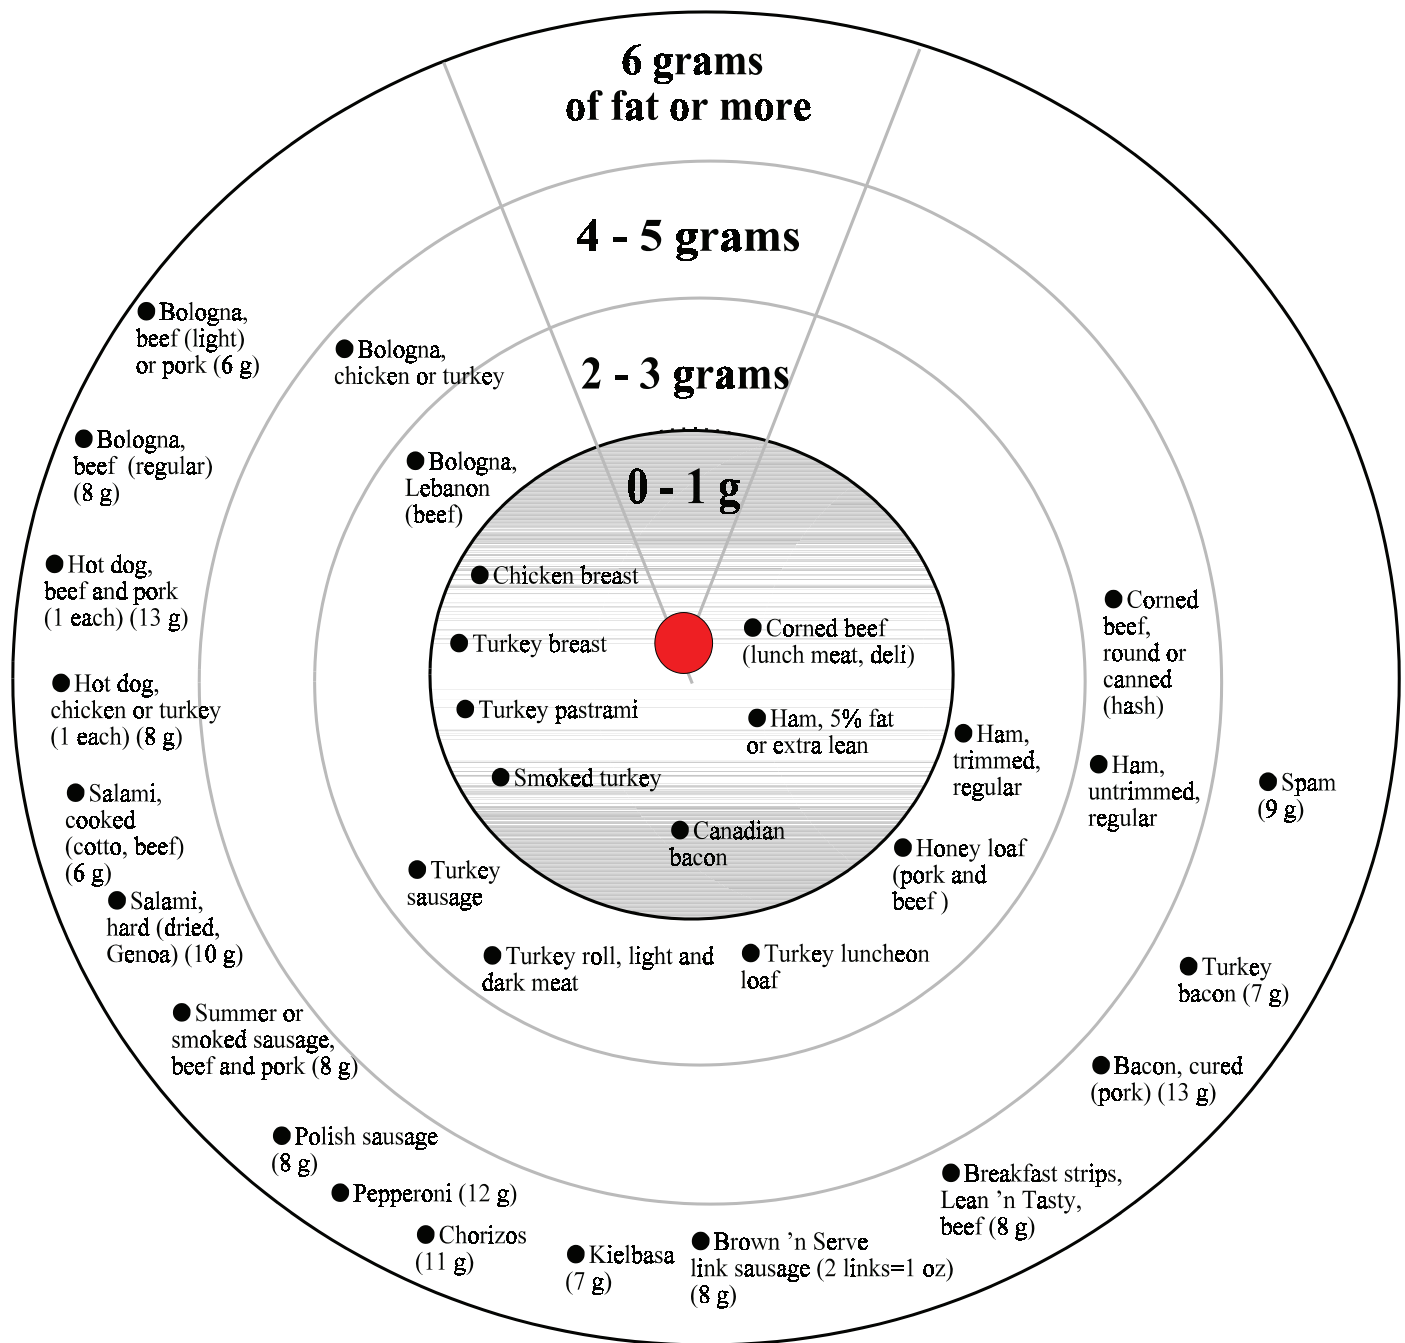 6 grams
of fat or more
4 - 5 grams
2 - 3 grams
0 - 1 g
Bologna,
beef (light)
or pork (6 g)
Bologna,
chicken or turkey
Bologna,
beef (regular)
(8 g)
Bologna,
Lebanon
(beef)
Hot dog,
beef and pork
(1 each) (13 g)
Chicken breast
Turkey breast
Corned beef
(lunch meat, deli)
Corned
beef,
round or
canned
(hash)
Hot dog,
chicken or turkey
(1 each) (8 g)
Turkey pastrami
Ham, 5% fat
or extra lean
Ham,
trimmed,
regular
Ham,
untrimmed,
regular
Spam
(9 g)
Smoked turkey
Salami,
cooked
(cotto, beef)
(6 g)
Canadian
bacon
Honey loaf
(pork and
beef )
Turkey
sausage
Salami,
hard (dried,
Genoa) (10 g)
Turkey roll, light and
dark meat
Turkey luncheon
loaf
Turkey
bacon (7 g)
Summer or
smoked sausage,
beef and pork (8 g)
Bacon, cured
(pork) (13 g)
Polish sausage
(8 g)
Pepperoni (12 g)
Breakfast strips,
Lean ’n Tasty,
beef (8 g)
Chorizos
(11 g)
Kielbasa
(7 g)
Brown ’n Serve
link sausage (2 links=1 oz)
(8 g)